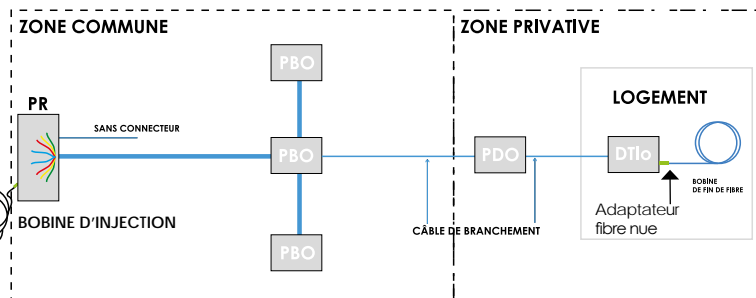 ZONE COMMUNE
ZONE PRIVATIVE
PBO
LOGEMENT
PR
SANS CONNECTEUR
PBO
PDO
DTIo
BOBINE
DE FIN DE FIBRE
Adaptateur
fibre nue
BOBINE D'INJECTION
CÂBLE DE BRANCHEMENT
PBO